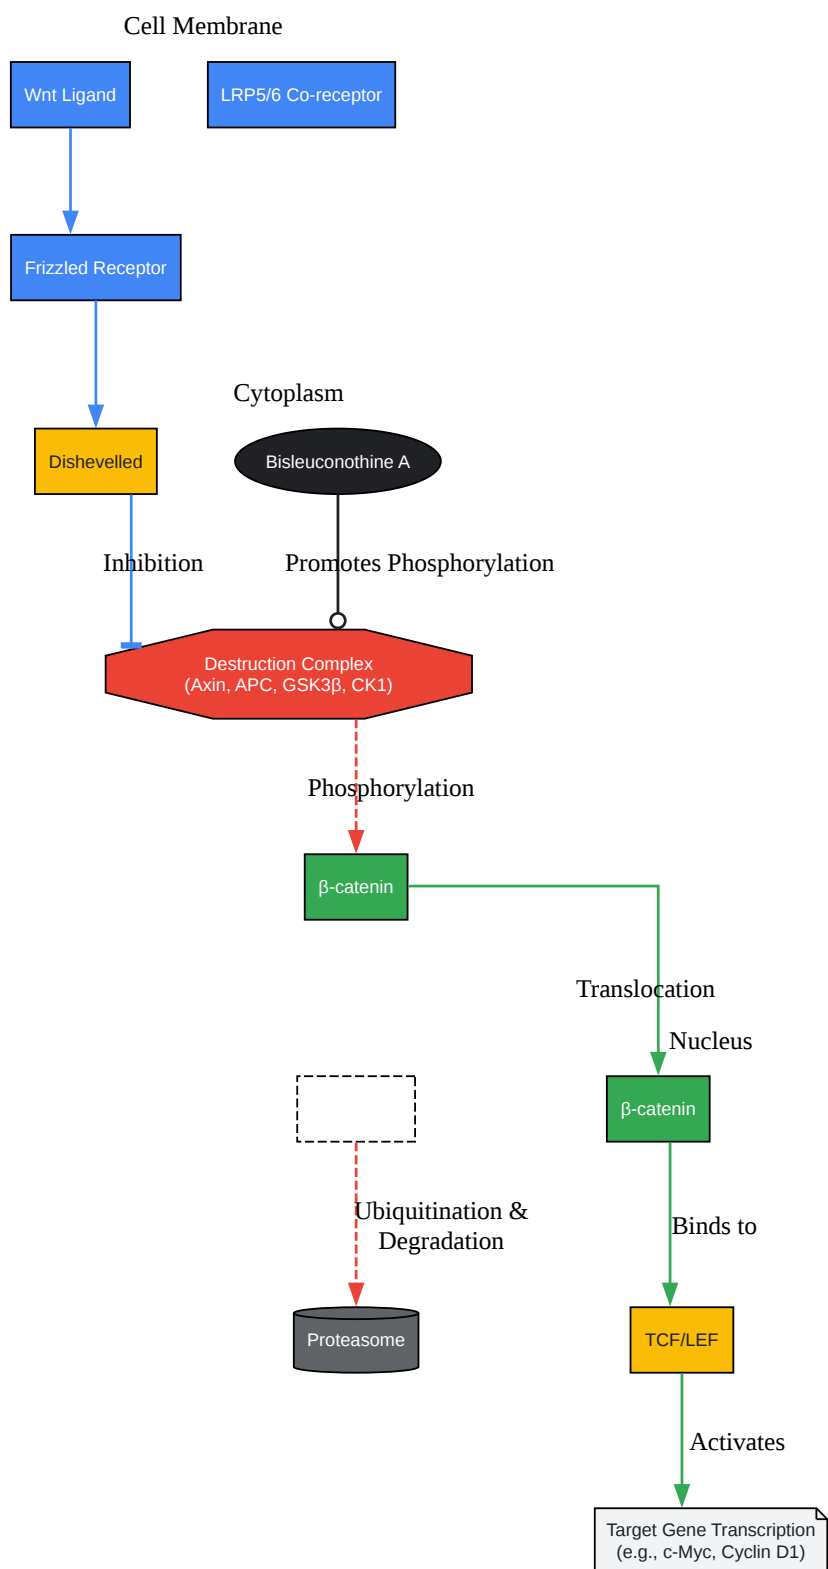 Cell Membrane
Wnt Ligand
LRP5/6 Co-receptor
Frizzled Receptor
Cytoplasm
Dishevelled
Bisleuconothine A
Inhibition
Promotes Phosphorylation
Destruction Complex
(Axin, APC, GSK3β, CK1)
Phosphorylation
β-catenin
Translocation
Nucleus
β-catenin
Ubiquitination &
Degradation
Binds to
Proteasome
TCF/LEF
Activates
Target Gene Transcription
(e.g., c-Myc, Cyclin D1)